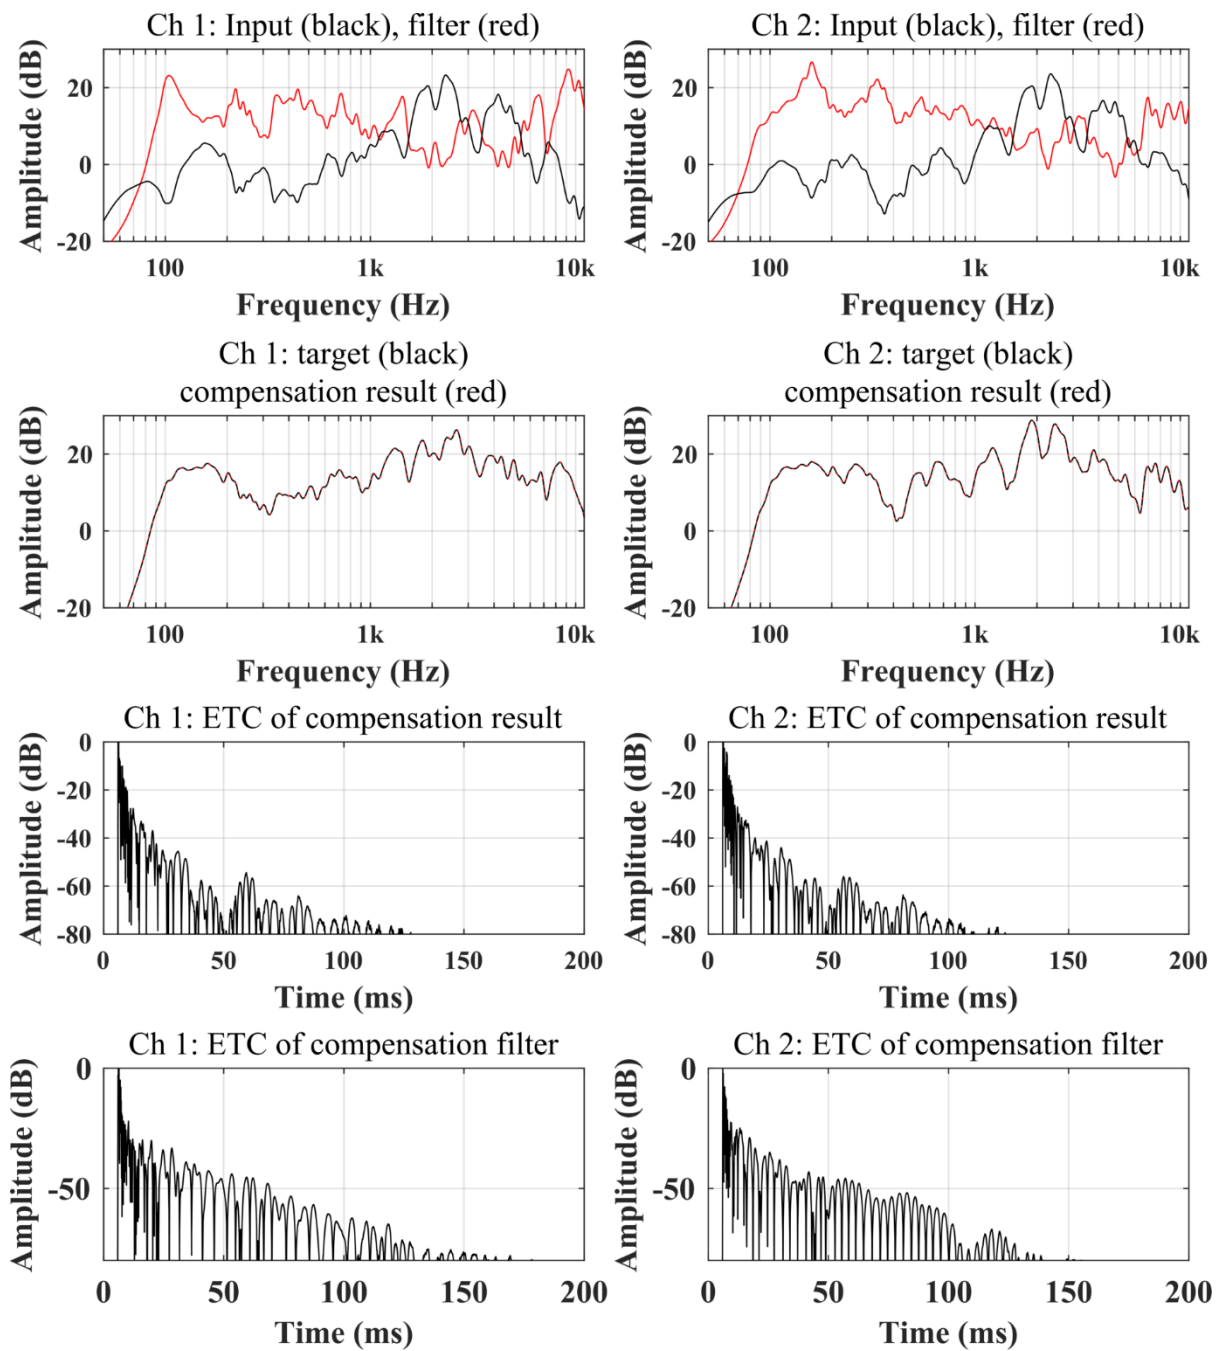 Ch 1: Input (black), filter (red)
Amplitude (dB)
20
0
-20
100
1k
10k
Frequency (Hz)
Ch 2: Input (black), filter (red)
Amplitude (dB)
20
0
-20
100
1k
10k
Frequency (Hz)
Ch 1: target (black)
compensation result (red)
Amplitude (dB)
20
0
-20
100
1k
10k
Frequency (Hz)
Ch 2: target (black)
compensation result (red)
Amplitude (dB)
20
0
-20
100
1k
10k
Frequency (Hz)
Ch 1: ETC of compensation result
Amplitude (dB)
0
-20
-40
-60
-80
0
50
100
150
200
Time (ms)
Ch 2: ETC of compensation result
Amplitude (dB)
0
-20
-40
-60
-80
0
50
100
150
200
Time (ms)
Ch 1: ETC of compensation filter
Amplitude (dB)
0
-50
0
50
100
150
200
Time (ms)
Ch 2: ETC of compensation filter
Amplitude (dB)
0
-50
0
50
100
150
200
Time (ms)